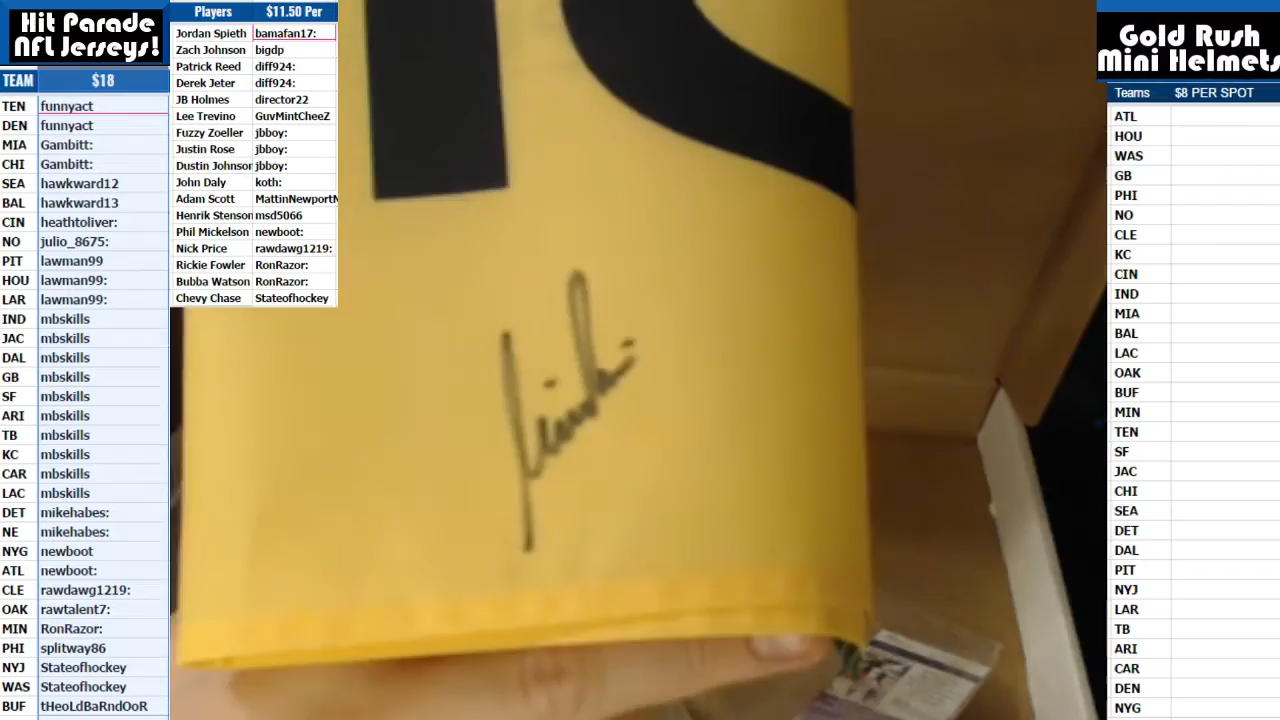 Hit Parade
NFL Jerseys!
TEAM $18
TEN funnyact
DEN funnyact
MIA Gambitt:
CHI Gambitt:
SEA hawkward12
BAL hawkward13
CIN heathtoliver:
NO julio_8675:
PIT lawman99
HOU lawman99:
LAR lawman99:
IND mbskills
JAC mbskills
DAL mbskills
GB mbskills
SF mbskills
ARI mbskills
TB mbskills
KC mbskills
CAR mbskills
LAC mbskills
DET mikehabes:
NE mikehabes:
NYG newboot
ATL newboot:
CLE rawdawg1219:
OAK rawtalent7:
MIN RonRazor:
PHI splitway86
NYJ Stateofhockey
WAS Stateofhockey
BUF tHeoLdBaRndOoR
Players $11.50 Per
Jordan Spieth bamafan17:
Zach Johnson bigdp
Patrick Reed diff924:
Derek Jeter diff924:
JB Holmes director22
Lee Trevino GuvMintCheeZ
Fuzzy Zoeller jbboy:
Justin Rose jbboy:
Dustin Johnson jbboy:
John Daly koth:
Adam Scott MattinNewportN
Henrik Stenson msd5066
Phil Mickelson newboot:
Nick Price rawdawg1219:
Rickie Fowler RonRazor:
Bubba Watson RonRazor:
Chevy Chase Stateofhockey
Gold Rush
Mini Helmets
Teams $8 PER SPOT
ATL
HOU
WAS
GB
PHI
NO
CLE
KC
CIN
IND
MIA
BAL
LAC
OAK
BUF
MIN
TEN
SF
JAC
CHI
SEA
DET
DAL
PIT
NYJ
LAR
TB
ARI
CAR
DEN
NYG